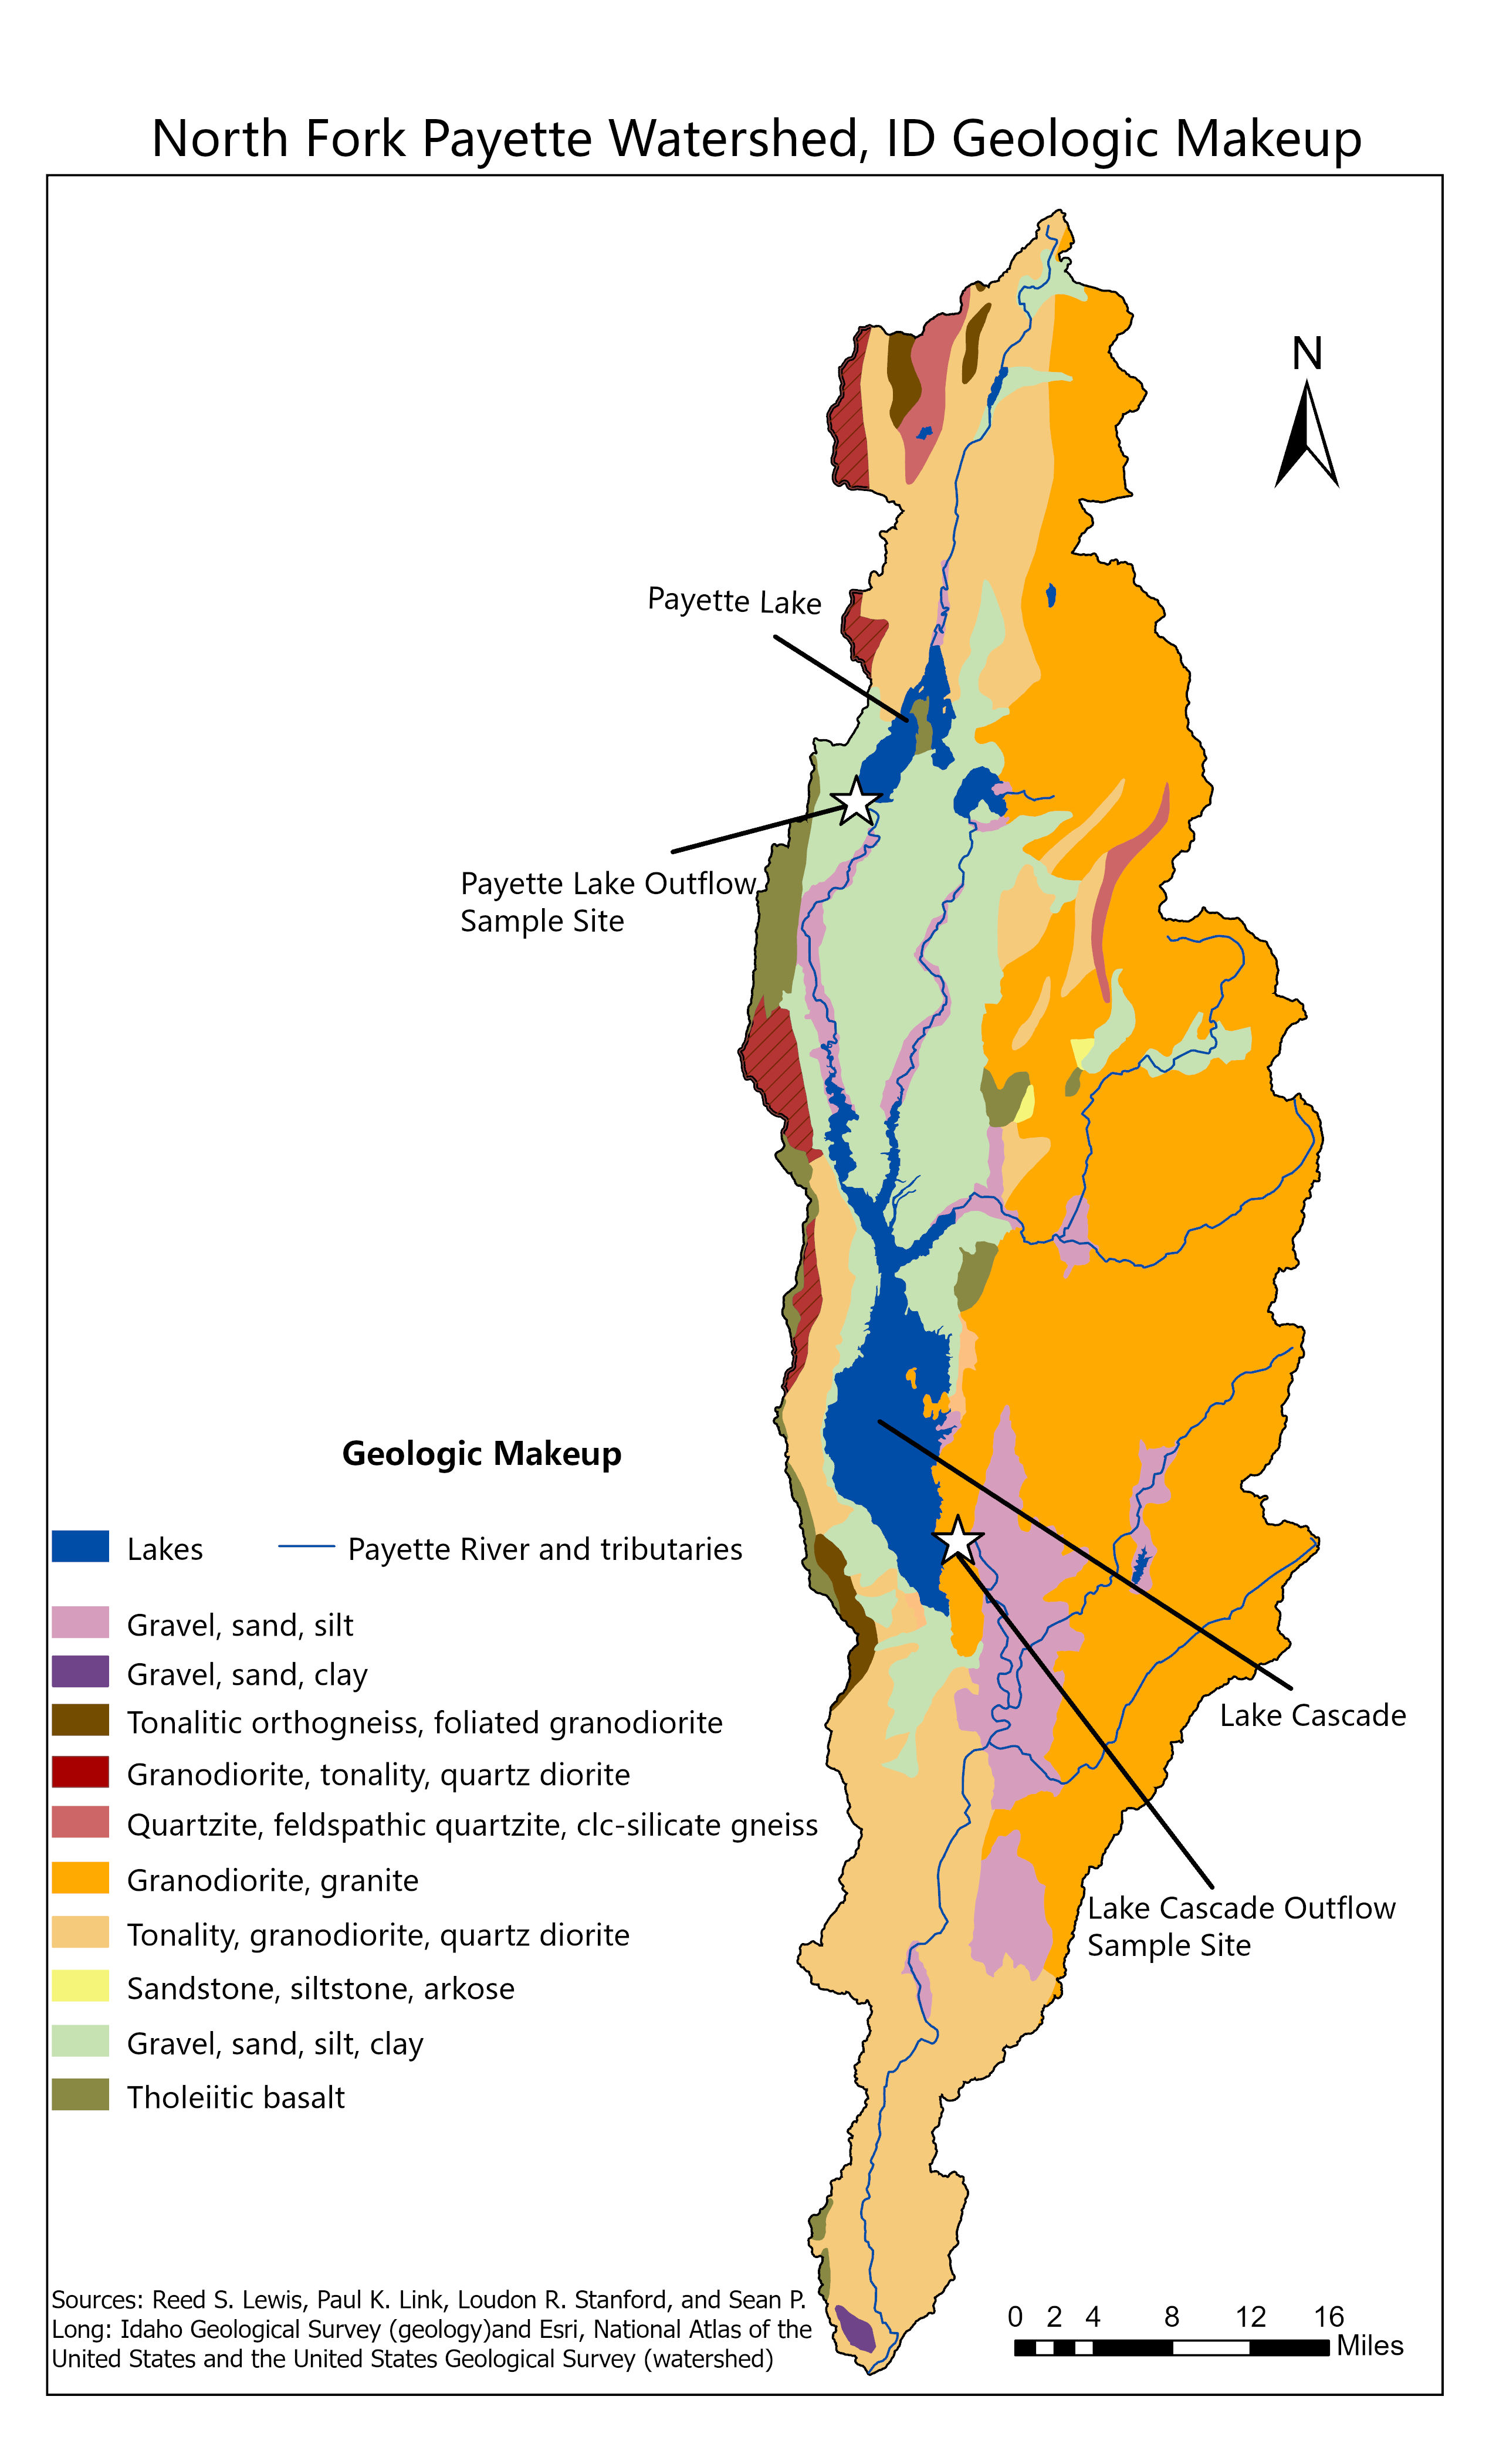 North Fork Payette Watershed, ID Geologic Makeup
N
Payette Lake
Payette Lake Outflow
Sample Site
Geologic Makeup
Lakes
Payette River and tributaries
Gravel, sand, silt
Gravel, sand, clay
Tonalitic orthogneiss, foliated granodiorite
Granodiorite, tonality, quartz diorite
Quartzite, feldspathic quartzite, clc-silicate gneiss
Granodiorite, granite
Tonality, granodiorite, quartz diorite
Sandstone, siltstone, arkose
Gravel, sand, silt, clay
Tholeiitic basalt
Lake Cascade
Lake Cascade Outflow
Sample Site
Sources: Reed S. Lewis, Paul K. Link, Loudon R. Stanford, and Sean P.
Long: Idaho Geological Survey (geology)and Esri, National Atlas of the
United States and the United States Geological Survey (watershed)
0 2 4 8 12 16
Miles